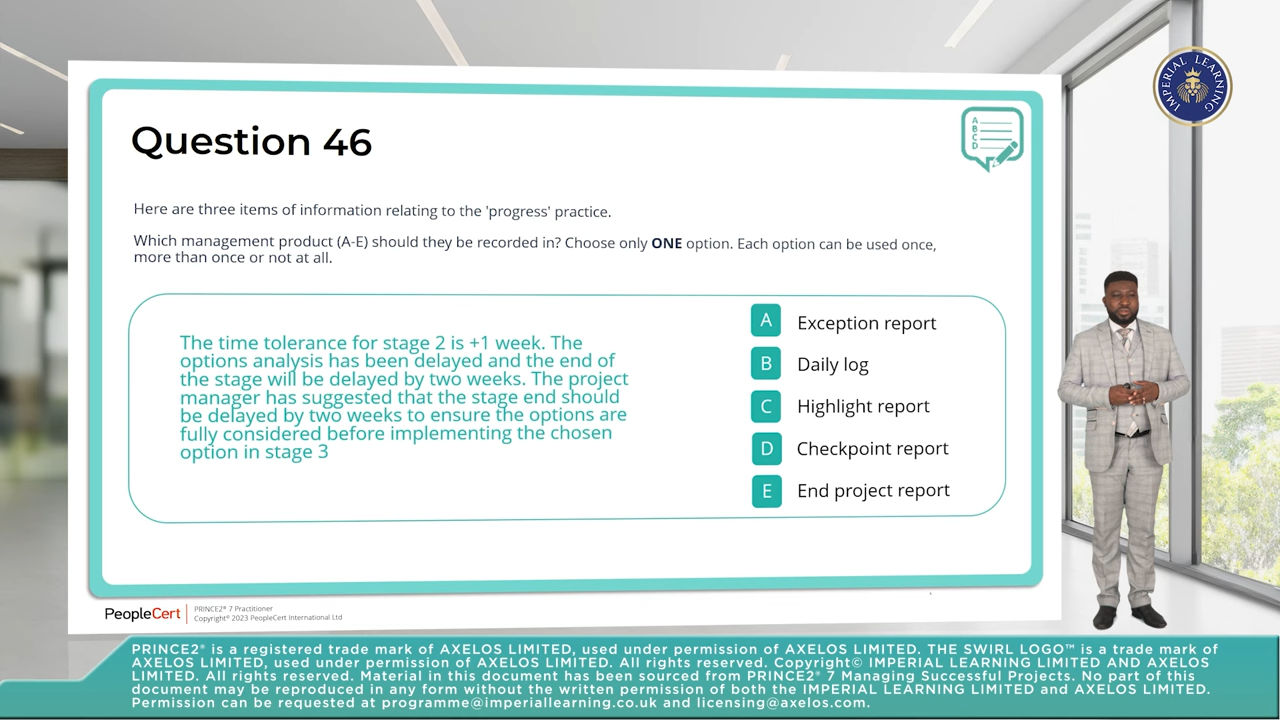 IMPERIAL LEARNING
A
B
C
D
Question 46
Here are three items of information relating to the 'progress' practice.
Which management product (A-E) should they be recorded in? Choose only ONE option. Each option can be used once,
more than once or not at all.
The time tolerance for stage 2 is +1 week. The
options analysis has been delayed and the end of
the stage will be delayed by two weeks. The project
manager has suggested that the stage end should
be delayed by two weeks to ensure the options are
fully considered before implementing the chosen
option in stage 3
A Exception report
B Daily log
C Highlight report
D Checkpoint report
E End project report
PeopleCert
PRINCE2® 7 Practitioner
Copyright® 2023 PeopleCert International Ltd
PRINCE2® is a registered trade mark of AXELOS LIMITED, used under permission of AXELOS LIMITED. THE SWIRL LOGO™ is a trade mark of
AXELOS LIMITED, used under permission of AXELOS LIMITED. All rights reserved. Copyright© IMPERIAL LEARNING LIMITED AND AXELOS
LIMITED. All rights reserved. Material in this document has been sourced from PRINCE2® 7 Managing Successful Projects. No part of this
document may be reproduced in any form without the written permission of both the IMPERIAL LEARNING LIMITED and AXELOS LIMITED.
Permission can be requested at programme@imperiallearning.co.uk and licensing@axelos.com.